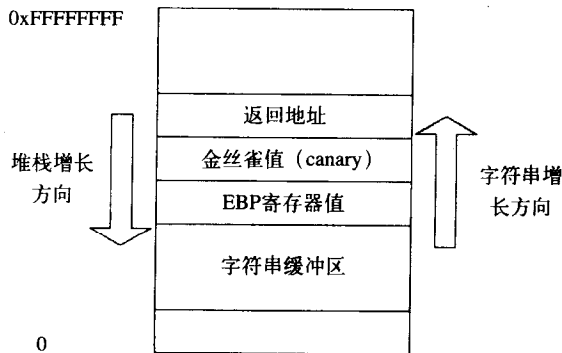 0xFFFFFFFF
返回地址
金丝雀值（canary）
EBP寄存器值
字符串缓冲区
堆栈增长
方向
字符串增
长方向
0